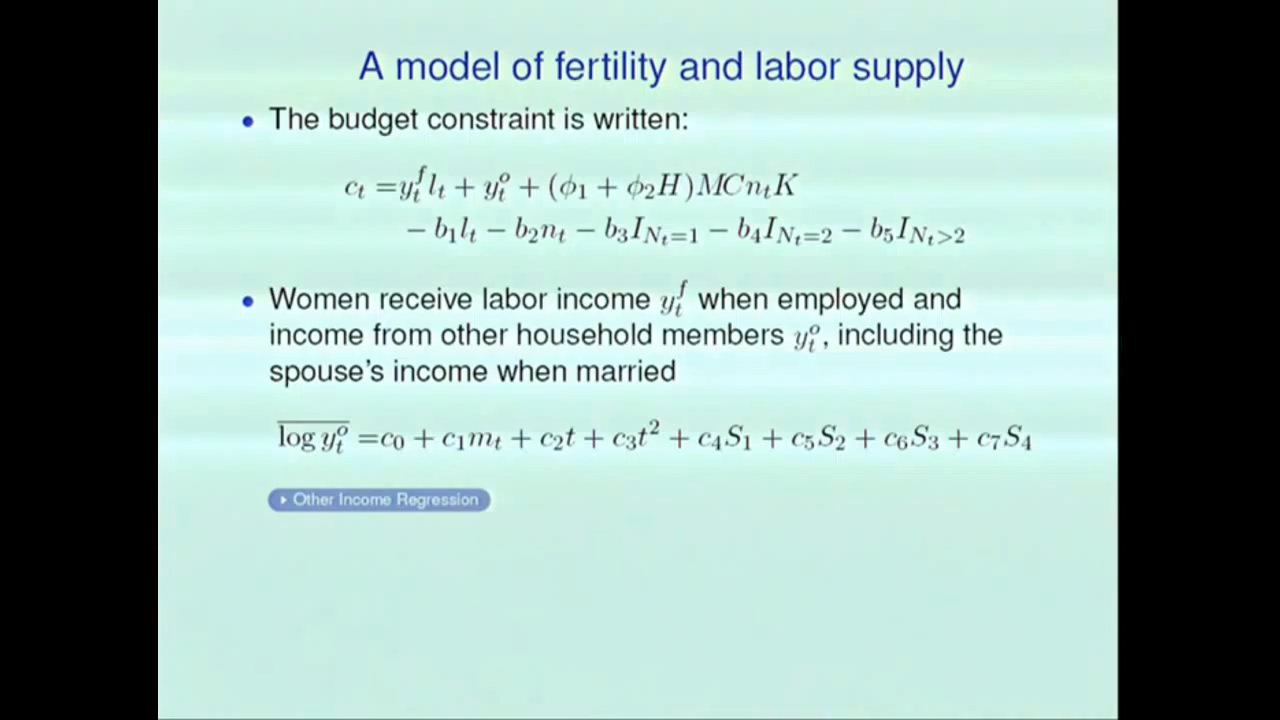 A model of fertility and labor supply
• The budget constraint is written:
c_t = y_t^f l_t + y_t^o + (ϕ_1 + ϕ_2 H)MCn_t K
− b_1 l_t − b_2 n_t − b_3 I_{N_t=1} − b_4 I_{N_t=2} − b_5 I_{N_t>2}
• Women receive labor income y_t^f when employed and
income from other household members y_t^o, including the
spouse's income when married
\overline{log y_t^o} = c_0 + c_1 m_t + c_2 t + c_3 t^2 + c_4 S_1 + c_5 S_2 + c_6 S_3 + c_7 S_4
Other Income Regression